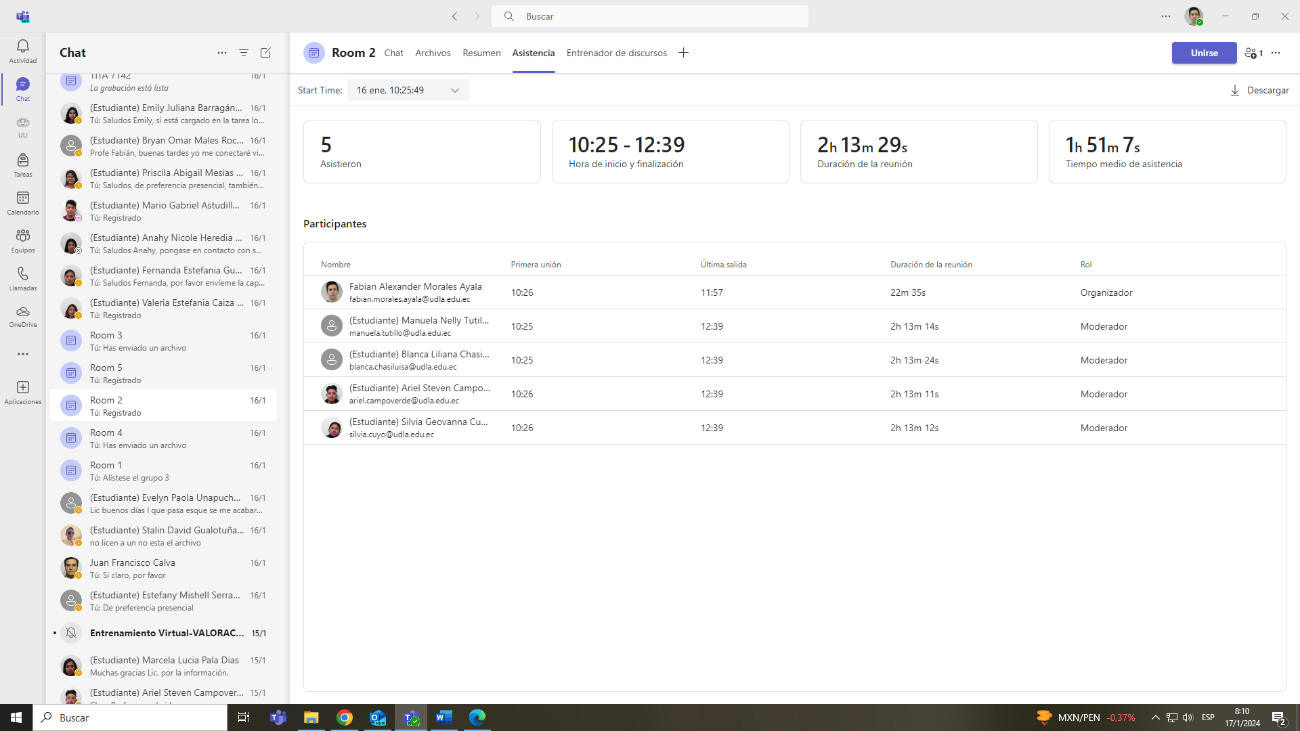 Buscar
Actividad
Chat
UU
Tareas
Calendario
Equipos
Llamadas
OneDrive
Aplicaciones
Chat
TITA 7142 16/1
La grabación está lista
(Estudiante) Emily Juliana Barragán... 16/1
Tú: Saludos Emily, si está cargado en la tarea lo...
(Estudiante) Bryan Omar Males Roc... 16/1
Profe Fabián, buenas tardes yo me conectaré vi...
(Estudiante) Priscila Abigail Mesias ... 16/1
Tú: Saludos, de preferencia presencial, también...
(Estudiante) Mario Gabriel Astudill... 16/1
Tú: Registrado
(Estudiante) Anahy Nicole Heredia ... 16/1
Tú: Saludos Anahy, pongase en contacto con s...
(Estudiante) Fernanda Estefania Gu... 16/1
Tú: Saludos Fernanda, por favor envíeme la cap...
(Estudiante) Valeria Estefania Caiza ... 16/1
Tú: Registrado
Room 3 16/1
Tú: Has enviado un archivo
Room 5 16/1
Tú: Registrado
Room 2 16/1
Tú: Registrado
Room 4 16/1
Tú: Has enviado un archivo
Room 1 16/1
Tú: Alístese el grupo 3
(Estudiante) Evelyn Paola Unapuch... 16/1
Lic buenos días l que pasa esque se me acabar...
(Estudiante) Stalin David Gualotuña... 16/1
no licen a un no esta el archivo
Juan Francisco Calva 16/1
Tú: Si claro, por favor
(Estudiante) Estefany Mishell Serra... 16/1
Tú: De preferencia presencial
Entrenamiento Virtual-VALORAC... 15/1
(Estudiante) Marcela Lucia Pala Dias 15/1
Muchas gracias Lic. por la información.
(Estudiante) Ariel Steven Campover... 15/1
Room 2 Chat Archivos Resumen Asistencia Entrenador de discursos
Unirse 1
Start Time: 16 ene, 10:25:49
Descargar
5
Asistieron
10:25 - 12:39
Hora de inicio y finalización
2h 13m 29s
Duración de la reunión
1h 51m 7s
Tiempo medio de asistencia
Participantes
Nombre Primera unión Última salida Duración de la reunión Rol
Fabian Alexander Morales Ayala 10:26 11:57 22m 35s Organizador
fabian.morales.ayala@udla.edu.ec
(Estudiante) Manuela Nelly Tutil... 10:25 12:39 2h 13m 14s Moderador
manuela.tutillo@udla.edu.ec
(Estudiante) Blanca Liliana Chasi... 10:25 12:39 2h 13m 24s Moderador
blanca.chasiluisa@udla.edu.ec
(Estudiante) Ariel Steven Campo... 10:26 12:39 2h 13m 11s Moderador
ariel.campoverde@udla.edu.ec
(Estudiante) Silvia Geovanna Cu... 10:26 12:39 2h 13m 12s Moderador
silvia.cuyo@udla.edu.ec
Buscar
MXN/PEN -0,37%
ESP
8:10
17/1/2024
2